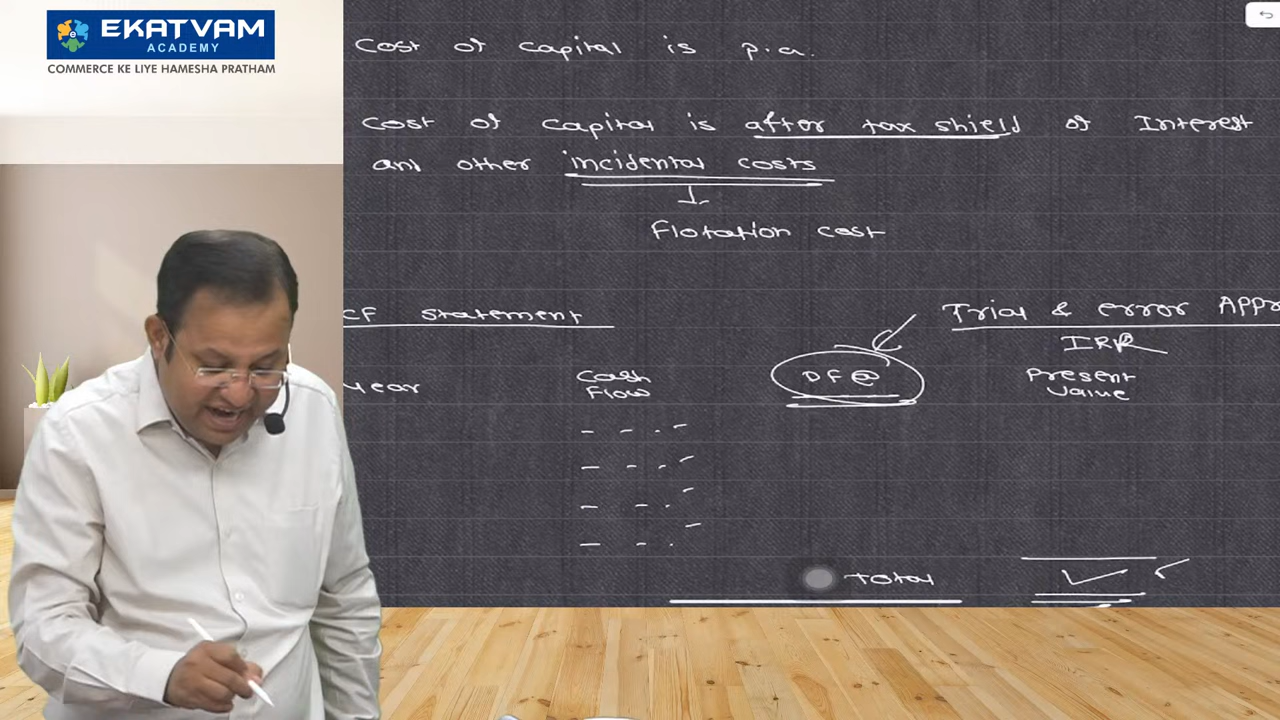 EKATVAM
ACADEMY
COMMERCE KE LIYE HAMESHA PRATHAM
Cost of capital is p.a.
Cost of capital is after tax shield of Interest
and other incidental costs
Flotation cost
CF statement
Trial & error Appr
IRR
year
Cash
Flow
DF @
Present
Value
Total